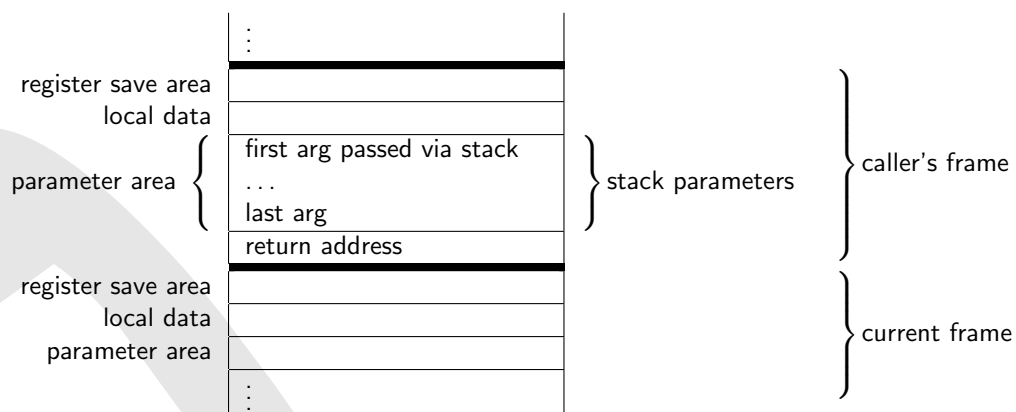 ⋮
register save area
local data
first arg passed via stack
parameter area { ... } stack parameters
last arg
return address
caller's frame
register save area
local data
parameter area
current frame
⋮